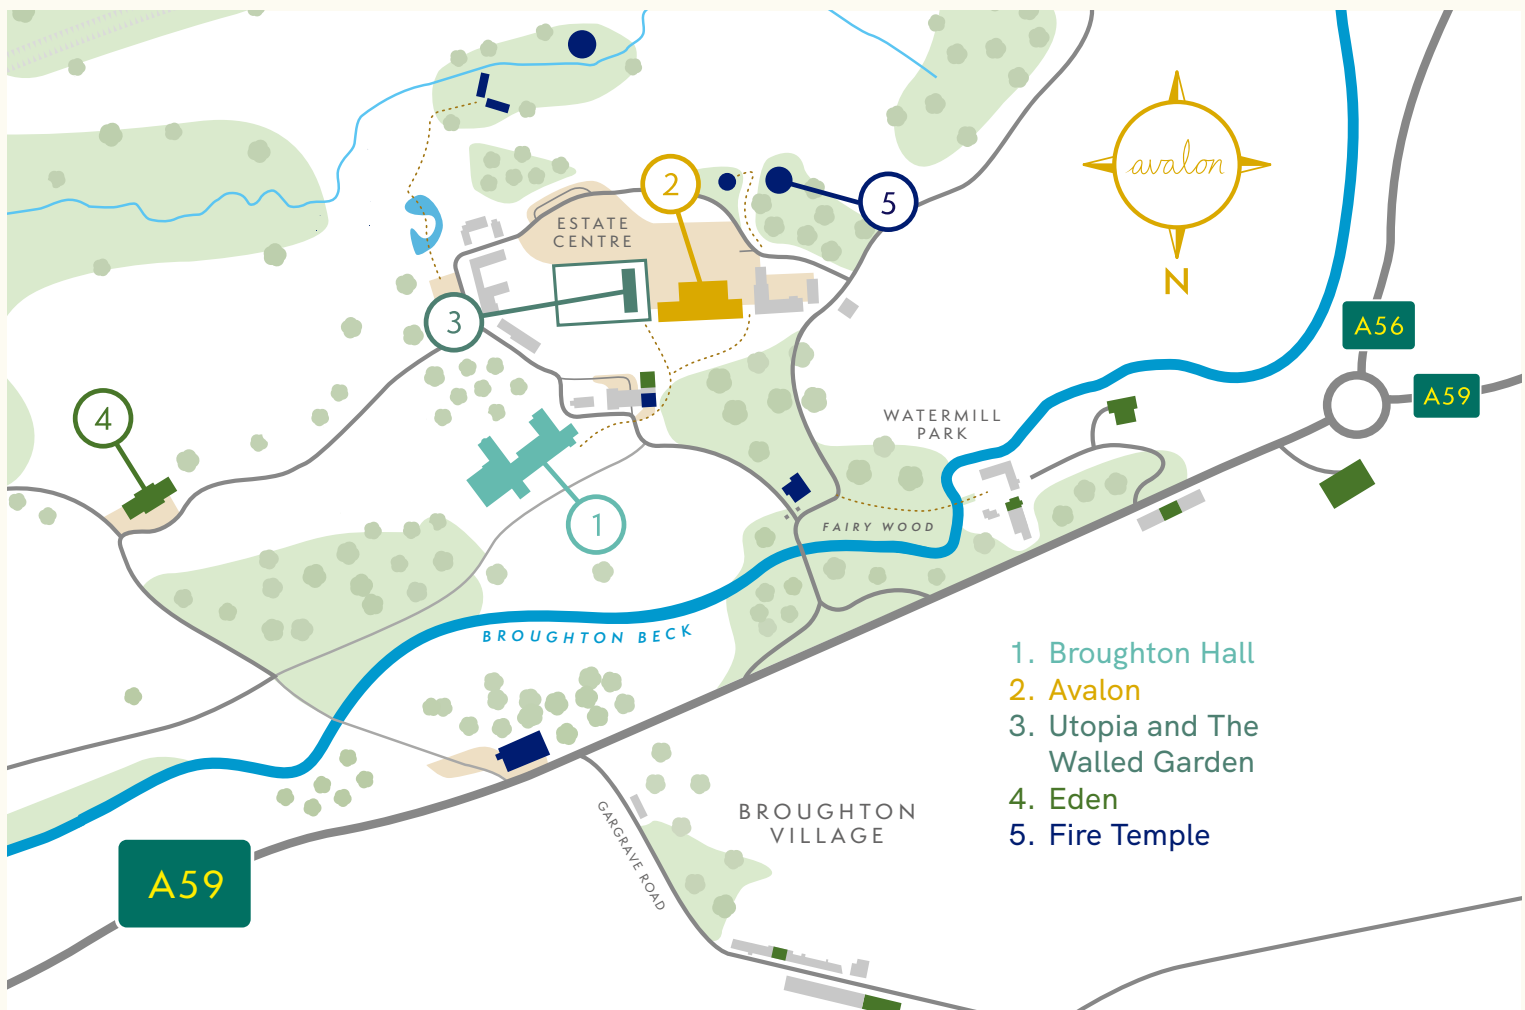 avalon
N
2
5
ESTATE
CENTRE
3
A56
A59
4
WATERMILL
PARK
1
FAIRY WOOD
BROUGHTON BECK
1. Broughton Hall
2. Avalon
3. Utopia and The
Walled Garden
4. Eden
5. Fire Temple
BROUGHTON
VILLAGE
GARGRAVE ROAD
A59